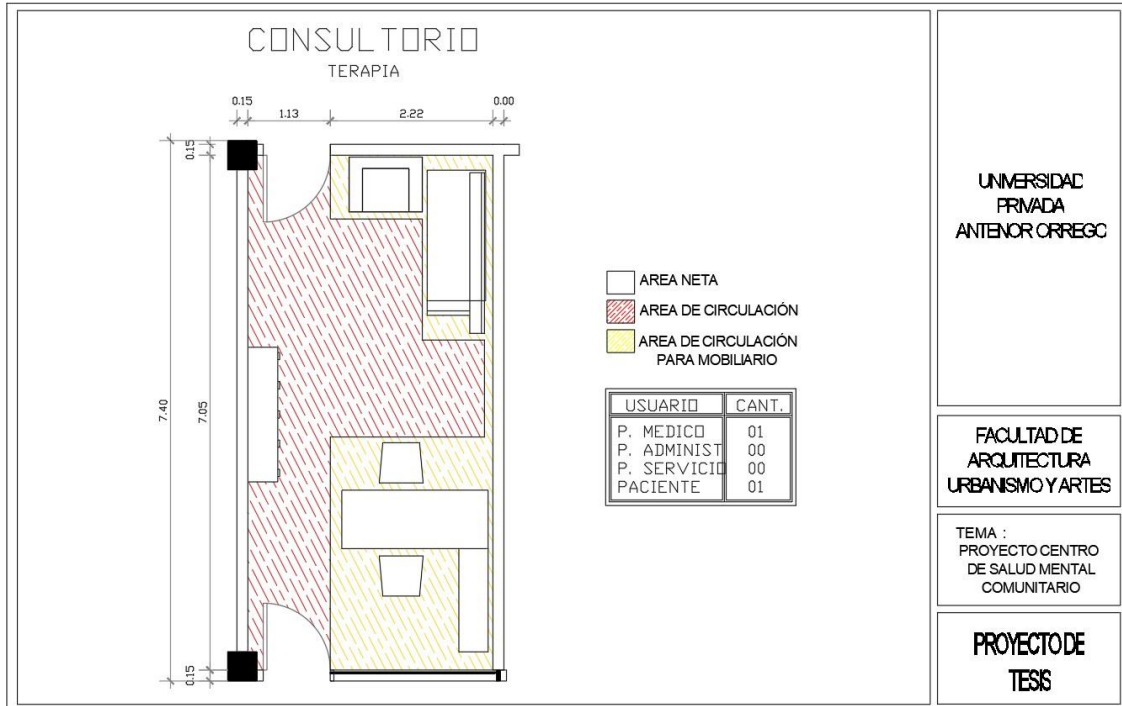 CONSULTORIO
TERAPIA
0.15
1.13
2.22
0.00
0.15
7.40
7.05
0.15
AREA NETA
AREA DE CIRCULACIÓN
AREA DE CIRCULACIÓN
PARA MOBILIARIO
USUARIO CANT.
P. MEDICO 01
P. ADMINIST 00
P. SERVICIO 00
PACIENTE 01
UNIVERSIDAD
PRIVADA
ANTENOR ORREGO
FACULTAD DE
ARQUITECTURA
URBANISMO Y ARTES
TEMA :
PROYECTO CENTRO
DE SALUD MENTAL
COMUNITARIO
PROYECTO DE
TESIS